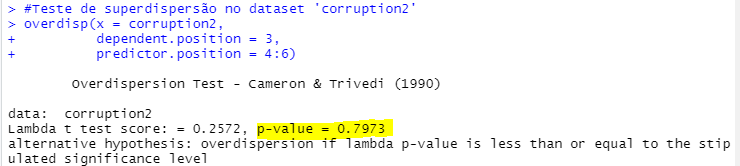 > #Teste de superdispersão no dataset 'corruption2'
> overdisp(x = corruption2,
+          dependent.position = 3,
+          predictor.position = 4:6)
Overdispersion Test - Cameron & Trivedi (1990)
data:  corruption2
Lambda t test score: = 0.2572, p-value = 0.7973
alternative hypothesis: overdispersion if lambda p-value is less than or equal to the stip
ulated significance level